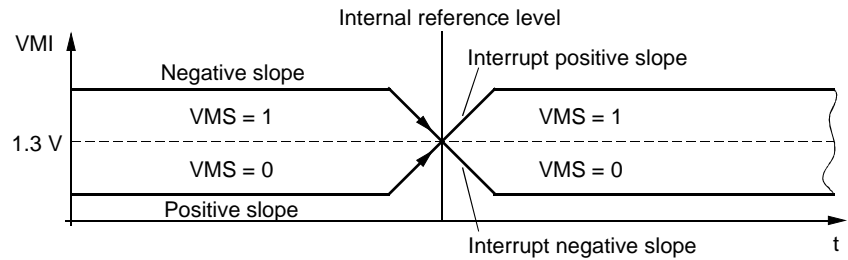 Internal reference level
VMI
Negative slope
Interrupt positive slope
VMS = 1
VMS = 1
1.3 V
VMS = 0
VMS = 0
Positive slope
Interrupt negative slope
t